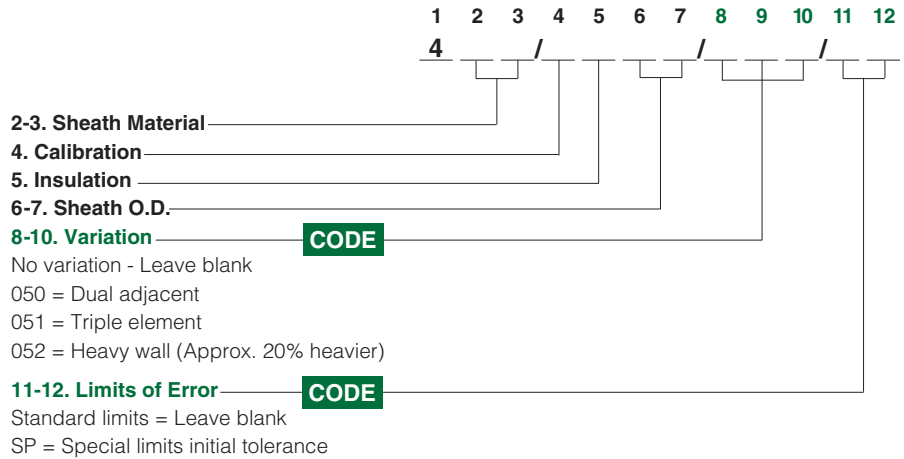 1 2 3 4 5 6 7 8 9 10 11 12
4 / / /
2-3. Sheath Material
4. Calibration
5. Insulation
6-7. Sheath O.D.
8-10. Variation CODE
No variation - Leave blank
050 = Dual adjacent
051 = Triple element
052 = Heavy wall (Approx. 20% heavier)
11-12. Limits of Error CODE
Standard limits = Leave blank
SP = Special limits initial tolerance